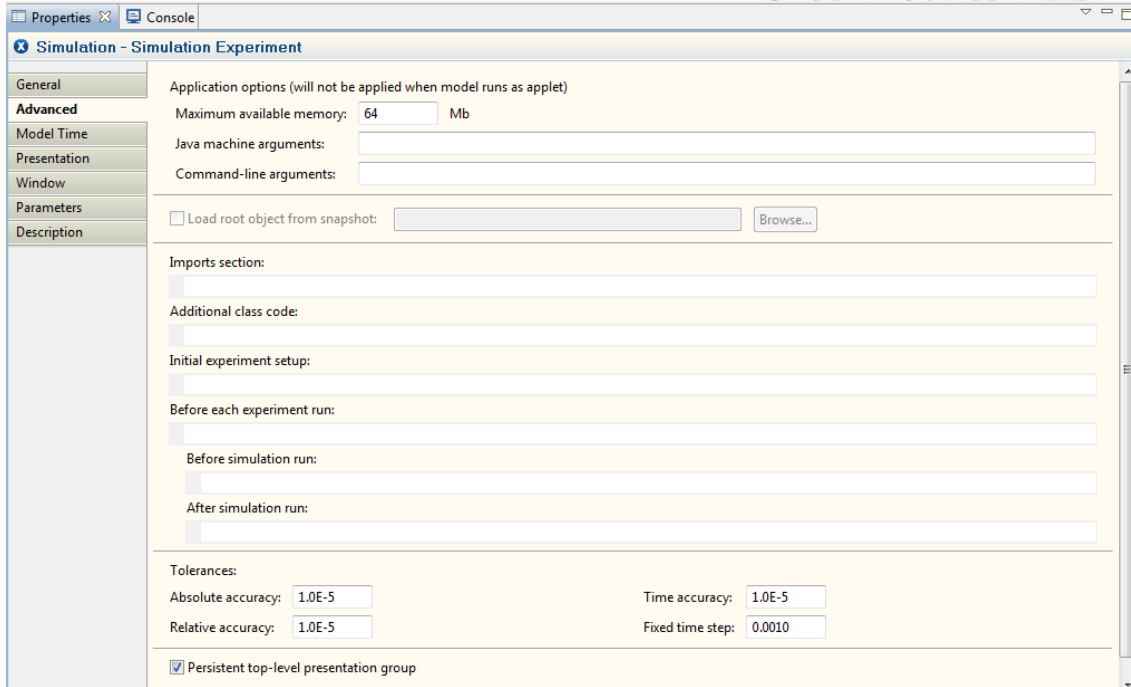 Properties Console
Simulation - Simulation Experiment
General
Advanced
Model Time
Presentation
Window
Parameters
Description
Application options (will not be applied when model runs as applet)
Maximum available memory: 64 Mb
Java machine arguments:
Command-line arguments:
Load root object from snapshot: Browse...
Imports section:
Additional class code:
Initial experiment setup:
Before each experiment run:
Before simulation run:
After simulation run:
Tolerances:
Absolute accuracy: 1.0E-5 Time accuracy: 1.0E-5
Relative accuracy: 1.0E-5 Fixed time step: 0.0010
Persistent top-level presentation group